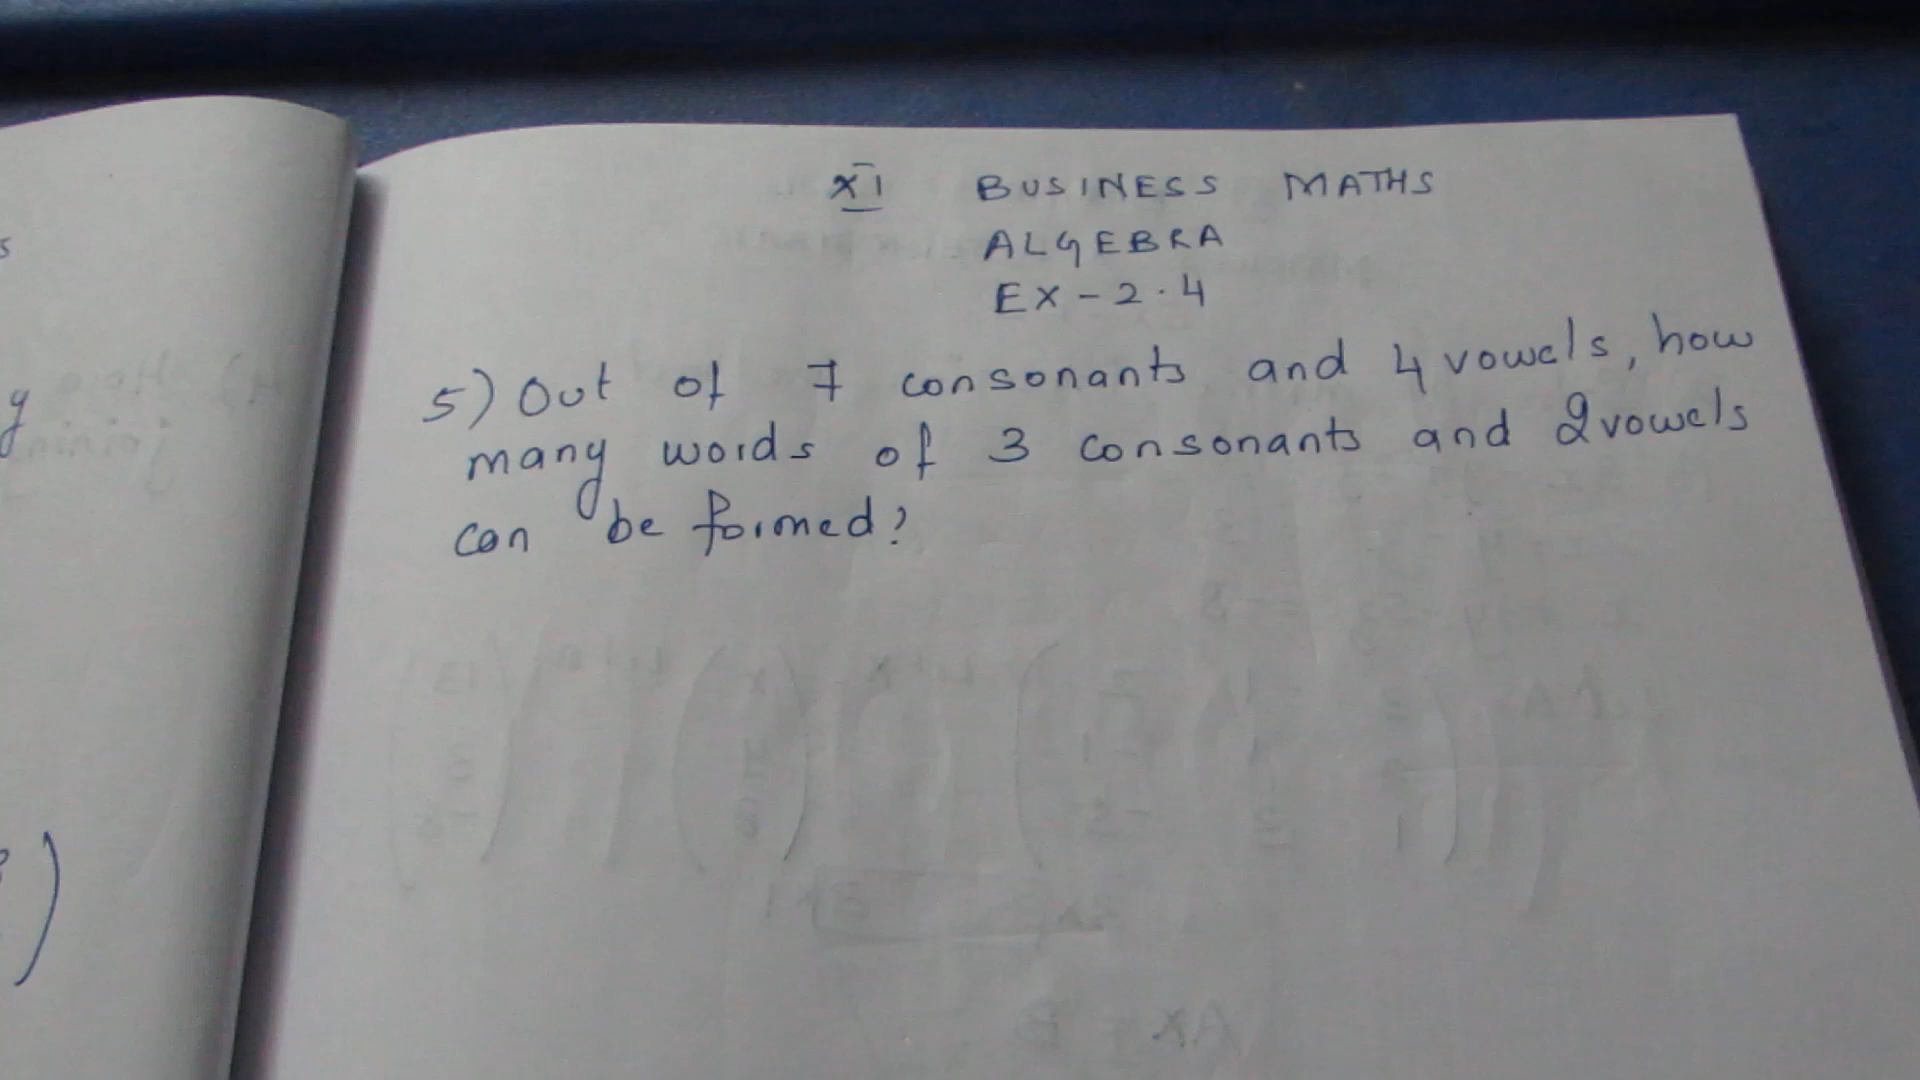 XI BUSINESS MATHS
ALGEBRA
EX-2.4
5) Out of 7 consonants and 4 vowels, how
many words of 3 consonants and 2 vowels
can be formed?